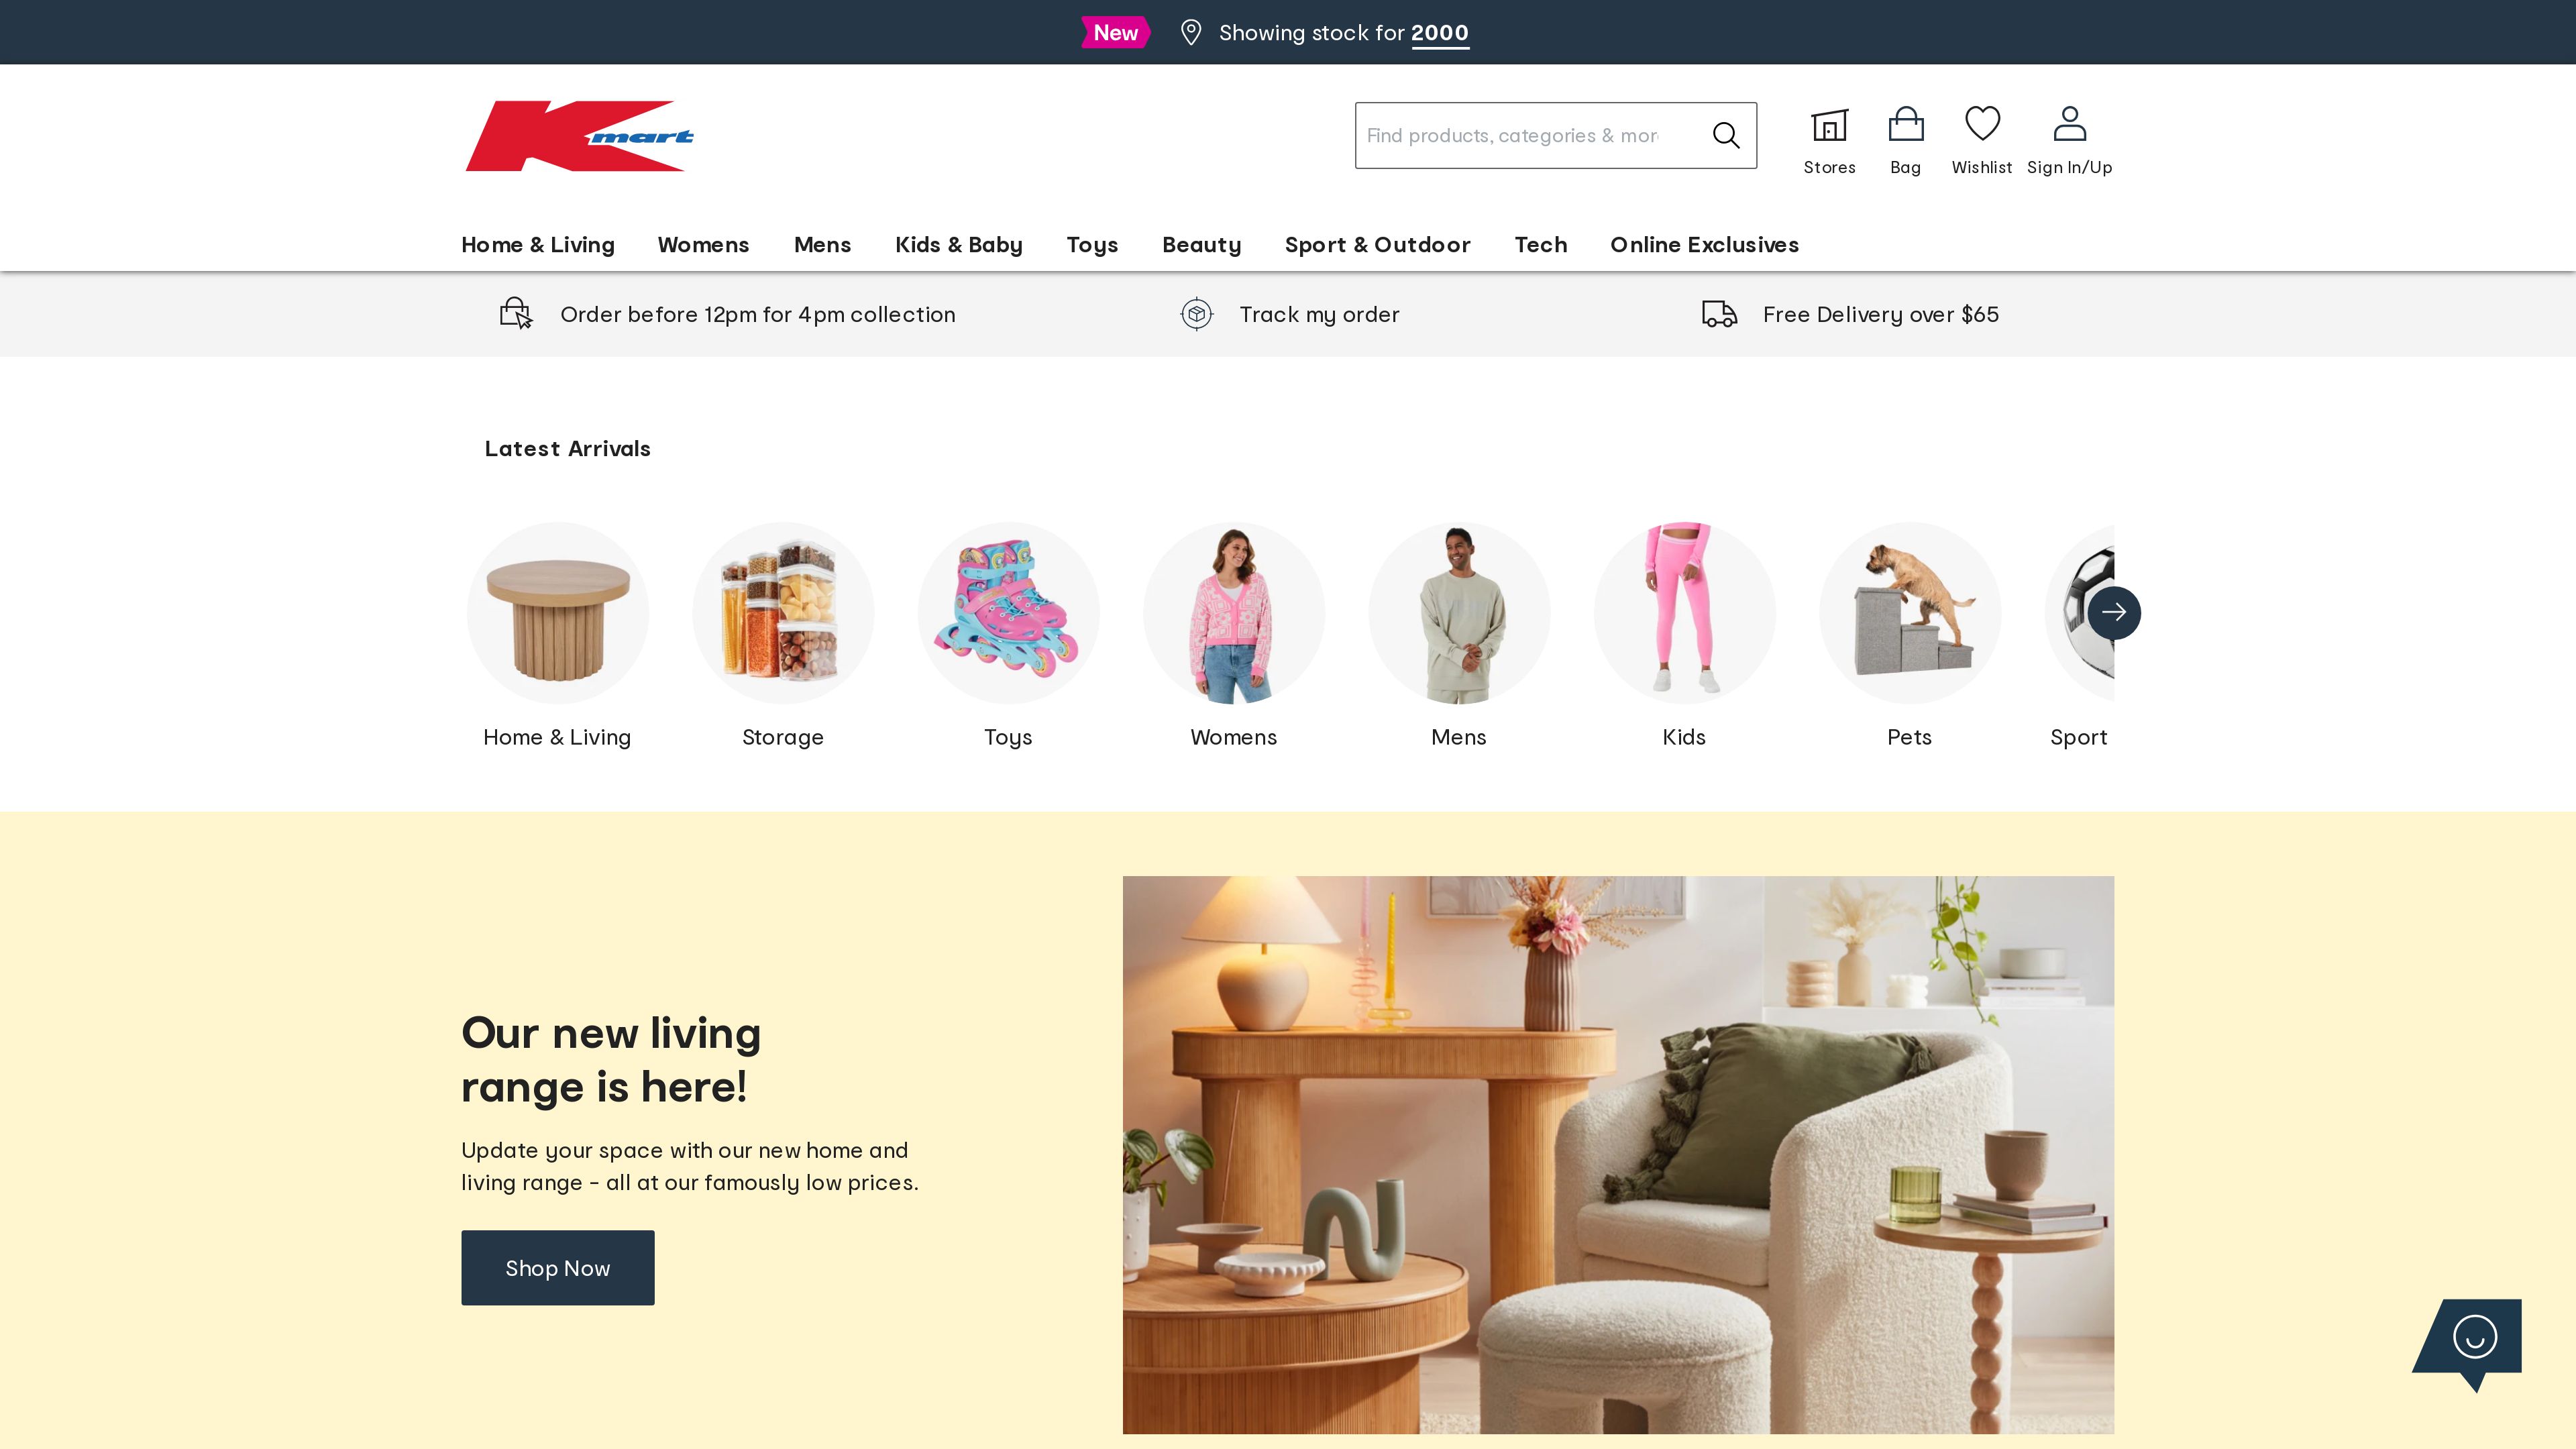 New Showing stock for 2000
Kmart
Find products, categories & mor
Stores Bag Wishlist Sign In/Up
Home & Living Womens Mens Kids & Baby Toys Beauty Sport & Outdoor Tech Online Exclusives
Order before 12pm for 4pm collection Track my order Free Delivery over $65
Latest Arrivals
Home & Living Storage Toys Womens Mens Kids Pets Sport
Our new living
range is here!
Update your space with our new home and
living range - all at our famously low prices.
Shop Now